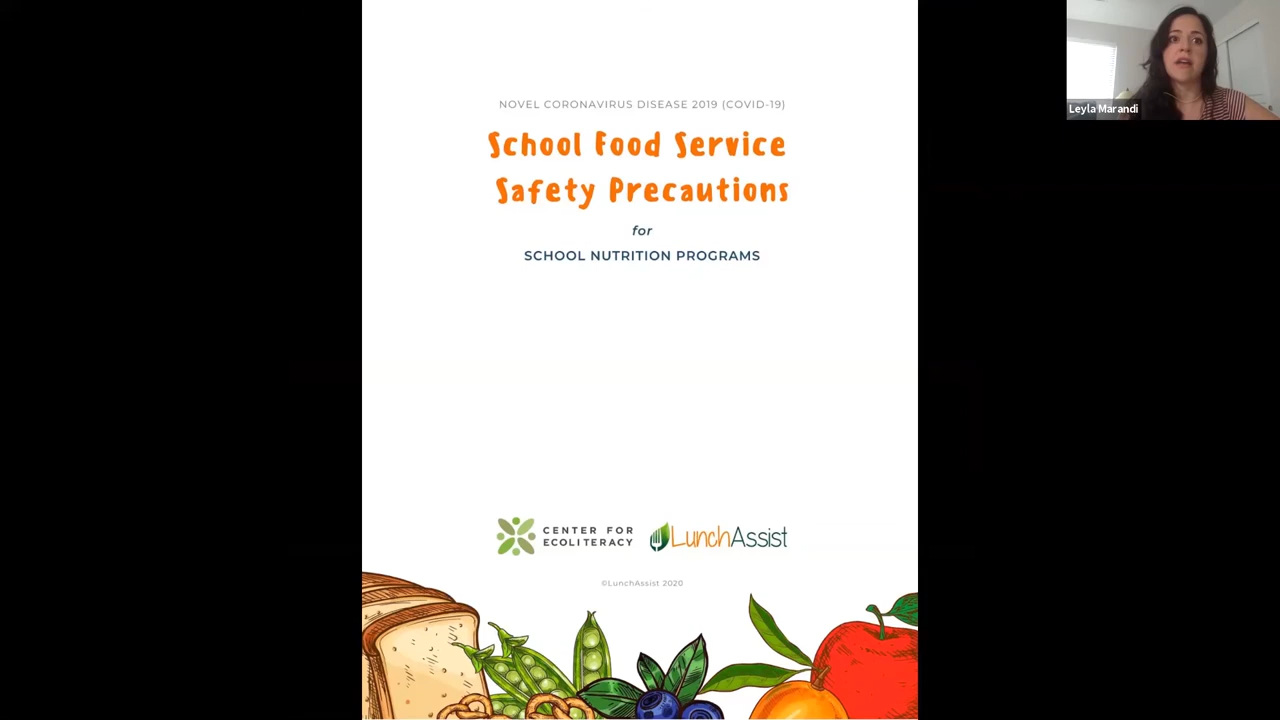 NOVEL CORONAVIRUS DISEASE 2019 (COVID-19)
School Food Service
Safety Precautions
for
SCHOOL NUTRITION PROGRAMS
CENTER FOR
ECOLITERACY
LunchAssist
©LunchAssist 2020
Leyla Marandi